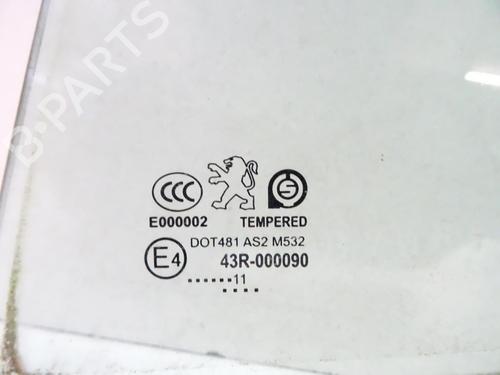 B-PARTS
CCC
S
E000002 TEMPERED
DOT481 AS2 M532
E4 43R-000090
......11
....